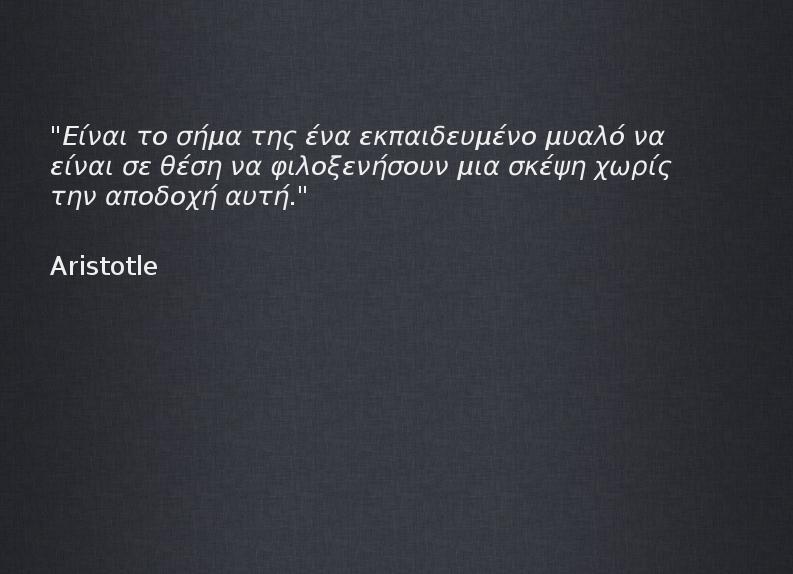 "Είναι το σήμα της ένα εκπαιδευμένο μυαλό να
είναι σε θέση να φιλοξενήσουν μια σκέψη χωρίς
την αποδοχή αυτή."
Aristotle